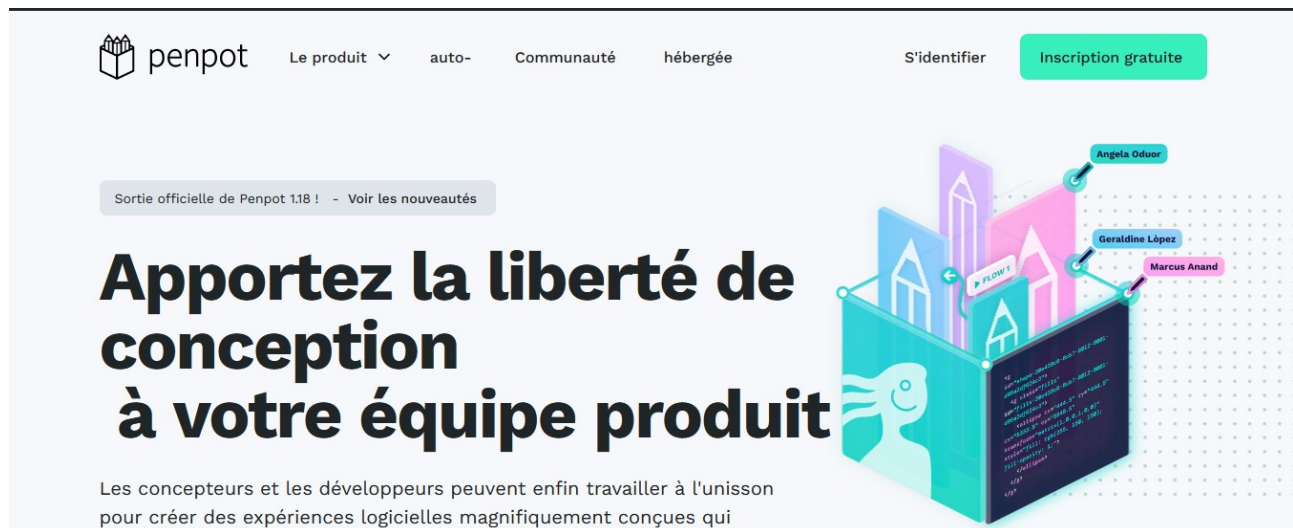 penpot
Le produit
auto-
Communauté
hébergée
S'identifier
Inscription gratuite
Sortie officielle de Penpot 1.18 ! - Voir les nouveautés
Apportez la liberté de
conception
à votre équipe produit
Les concepteurs et les développeurs peuvent enfin travailler à l'unisson
pour créer des expériences logicielles magnifiquement conçues qui
Angela Oduor
Geraldine Lòpez
Marcus Anand
FLOW 1